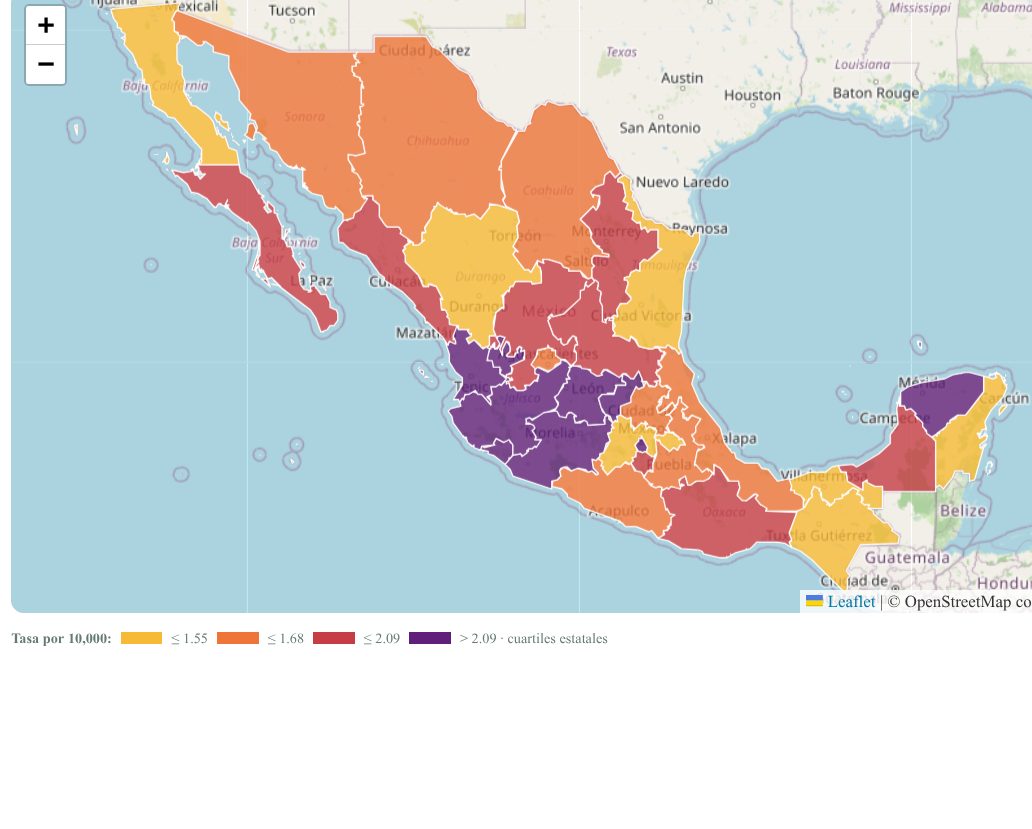 Tijuana
Mexicali
Tucson
Mississippi
Alabama
+
−
Ciudad Juárez
Texas
Louisiana
Austin
Baja California
Houston
Baton Rouge
Sonora
San Antonio
Chihuahua
Nuevo Laredo
Coahuila
Reynosa
Monterrey
Torreón
Baja California
Sur
Saltillo
Tamaulipas
La Paz
Culiacán
Durango
Durango
México
Ciudad Victoria
Mazatlán
Aguascalientes
Mérida
Tepic
León
Jalisco
Cancún
Ciudad de
México
Campeche
Morelia
Xalapa
Puebla
Villahermosa
Acapulco
Oaxaca
Belize
Tuxtla Gutiérrez
Guatemala
Ciudad de
Hondu
Leaflet | © OpenStreetMap co
Tasa por 10,000: ≤ 1.55 ≤ 1.68 ≤ 2.09 > 2.09 · cuartiles estatales